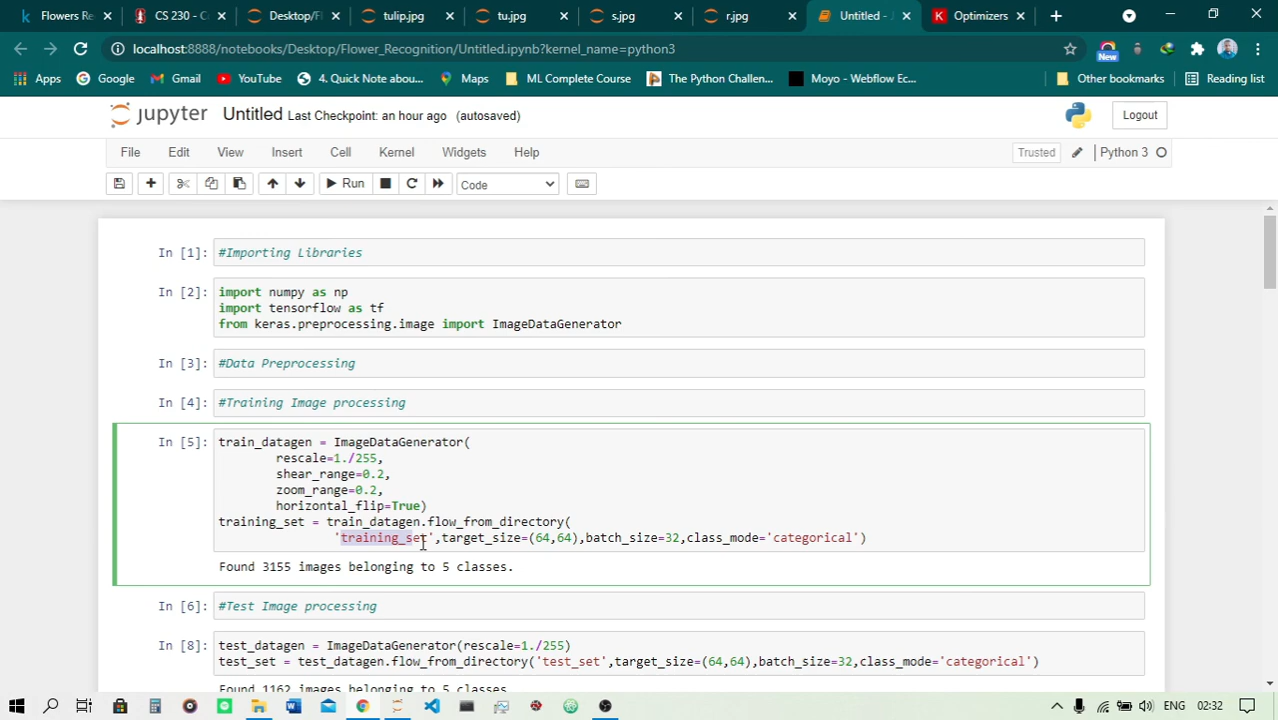 Flowers Re
CS 230 - C
Desktop/Fl
tulip.jpg
tu.jpg
s.jpg
r.jpg
Untitled - J
Optimizers
localhost:8888/notebooks/Desktop/Flower_Recognition/Untitled.ipynb?kernel_name=python3
New
Apps
Google
Gmail
YouTube
4. Quick Note abou...
Maps
ML Complete Course
The Python Challen...
Moyo - Webflow Ec...
Other bookmarks
Reading list
jupyter Untitled Last Checkpoint: an hour ago (autosaved)
Logout
File Edit View Insert Cell Kernel Widgets Help
Trusted
Python 3
Run
Code
In [1]: #Importing Libraries
In [2]: import numpy as np
import tensorflow as tf
from keras.preprocessing.image import ImageDataGenerator
In [3]: #Data Preprocessing
In [4]: #Training Image processing
In [5]: train_datagen = ImageDataGenerator(
rescale=1./255,
shear_range=0.2,
zoom_range=0.2,
horizontal_flip=True)
training_set = train_datagen.flow_from_directory(
'training_set',target_size=(64,64),batch_size=32,class_mode='categorical')
Found 3155 images belonging to 5 classes.
In [6]: #Test Image processing
In [8]: test_datagen = ImageDataGenerator(rescale=1./255)
test_set = test_datagen.flow_from_directory('test_set',target_size=(64,64),batch_size=32,class_mode='categorical')
Found 1162 images belonging to 5 classes.
ENG
02:32